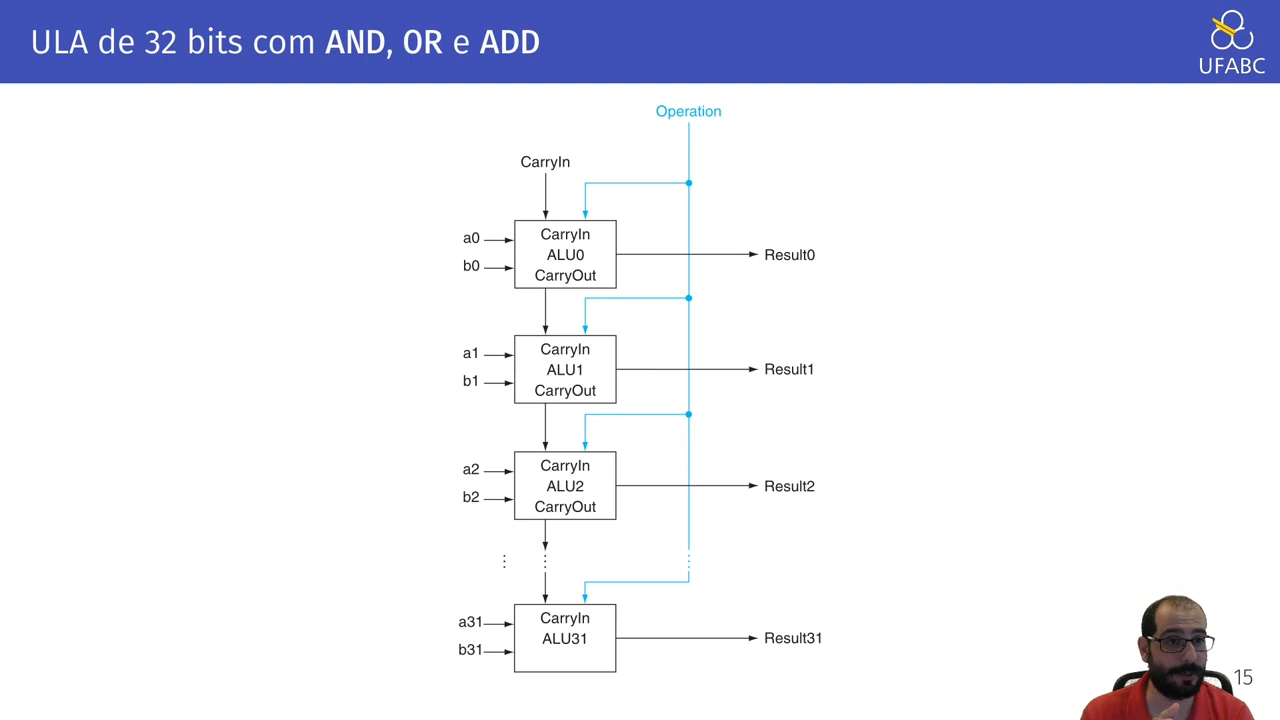 ULA de 32 bits com AND, OR e ADD
UFABC
Operation
CarryIn
a0
b0
CarryIn
ALU0
CarryOut
Result0
a1
b1
CarryIn
ALU1
CarryOut
Result1
a2
b2
CarryIn
ALU2
CarryOut
Result2
a31
b31
CarryIn
ALU31
Result31
15